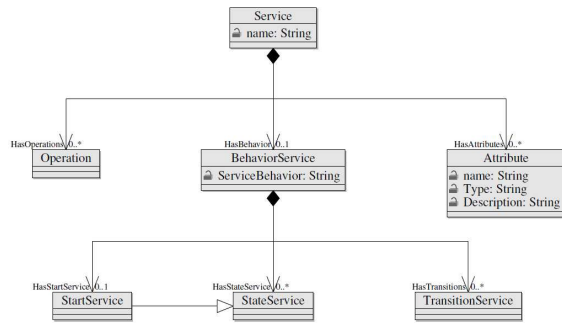 Service
name: String
HasOperations 0..*
HasBehavior 0..1
HasAttributes 0..*
Operation
BehaviorService
ServiceBehavior: String
Attribute
name: String
Type: String
Description: String
HasStartService 0..1
HasStateService 0..*
HasTransitions 0..*
StartService
StateService
TransitionService